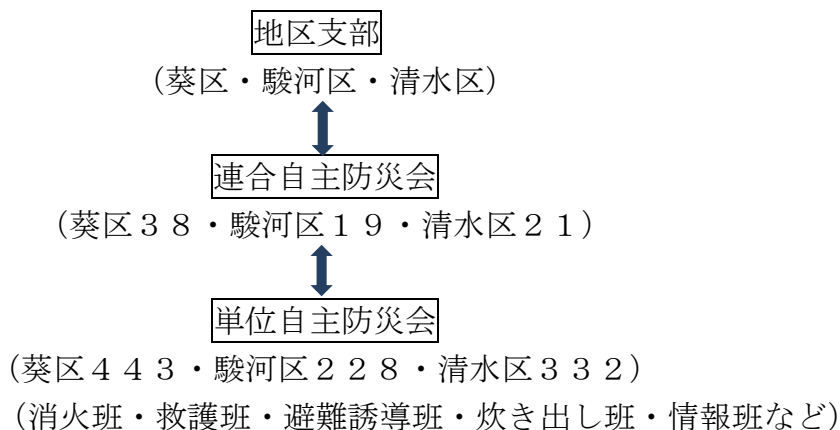 地区支部
（葵区・駿河区・清水区）
連合自主防災会
（葵区３８・駿河区１９・清水区２１）
単位自主防災会
（葵区４４３・駿河区２２８・清水区３３２）
（消火班・救護班・避難誘導班・炊き出し班・情報班など）